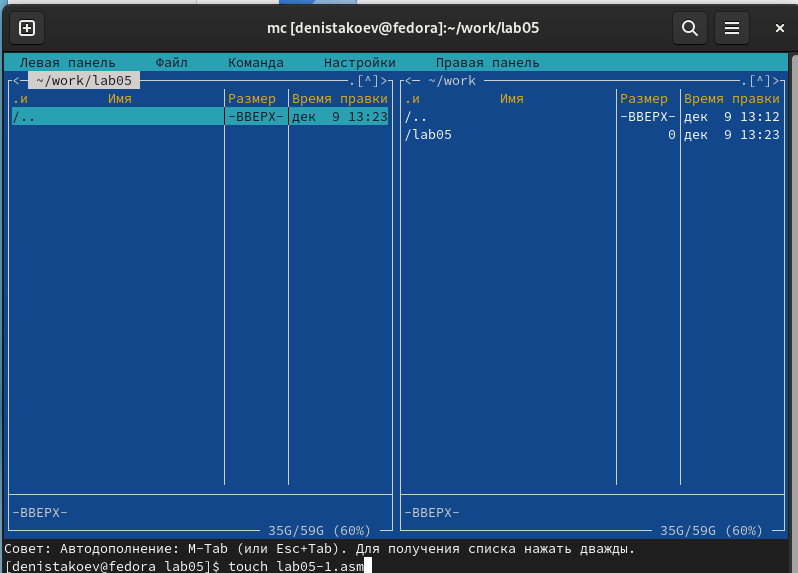 mc [denistakoev@fedora]:~/work/lab05
Левая панель Файл Команда Настройки Правая панель
<─ ~/work/lab05 ─.[^]> <─ ~/work ─.[^]>
.и Имя Размер Время правки .и Имя Размер Время правки
/.. -ВВЕРХ- дек 9 13:23 /.. -ВВЕРХ- дек 9 13:12
/lab05 0 дек 9 13:23
-ВВЕРХ- -ВВЕРХ-
35G/59G (60%) 35G/59G (60%)
Совет: Автодополнение: M-Tab (или Esc+Tab). Для получения списка нажать дважды.
[denistakoev@fedora lab05]$ touch lab05-1.asm